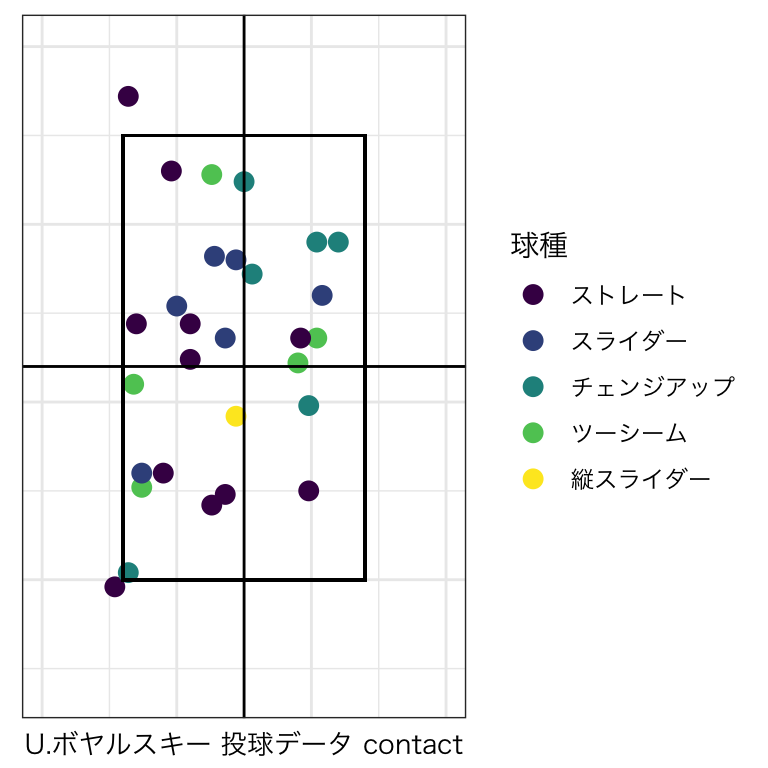 球種
ストレート
スライダー
チェンジアップ
ツーシーム
縦スライダー
U.ボヤルスキー 投球データ contact